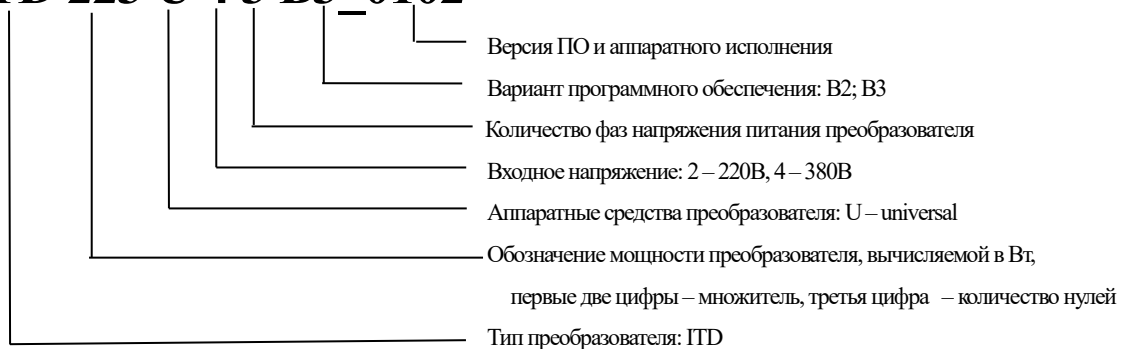 Версия ПО и аппаратного исполнения
Вариант программного обеспечения: В2; В3
Количество фаз напряжения питания преобразователя
Входное напряжение: 2 – 220В, 4 – 380В
Аппаратные средства преобразователя: U – universal
Обозначение мощности преобразователя, вычисляемой в Вт,
первые две цифры – множитель, третья цифра – количество нулей
Тип преобразователя: ITD